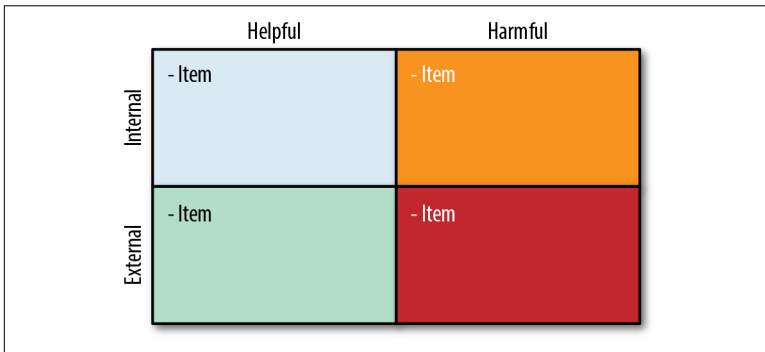 Helpful Harmful
Internal
- Item - Item
External
- Item - Item